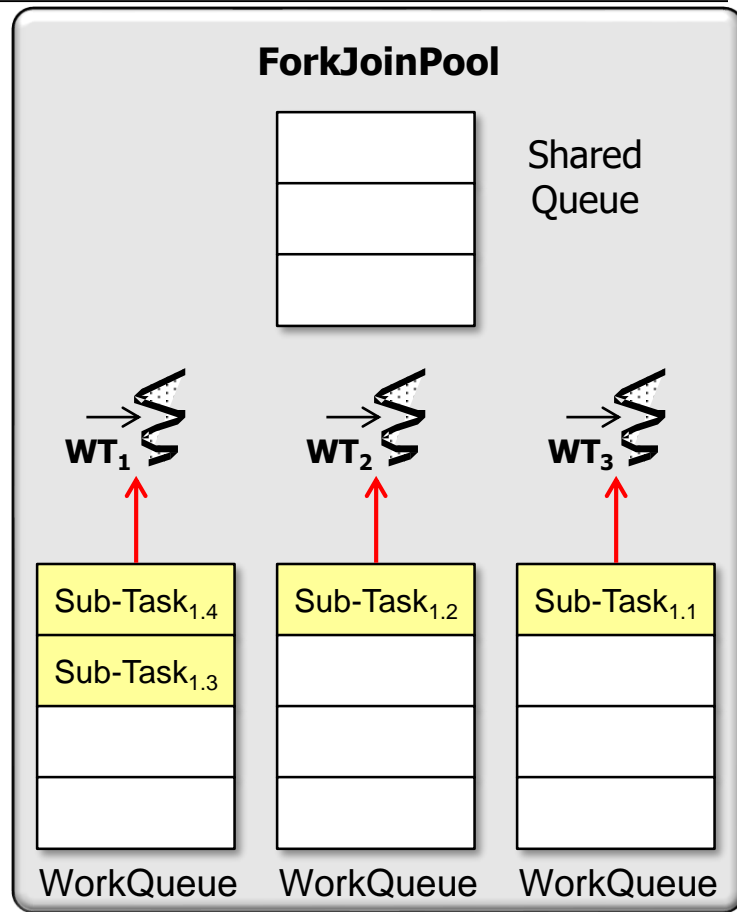 ForkJoinPool
Shared
Queue
WT₁
WT₂
WT₃
Sub-Task₁.₄
Sub-Task₁.₂
Sub-Task₁.₁
Sub-Task₁.₃
WorkQueue
WorkQueue
WorkQueue